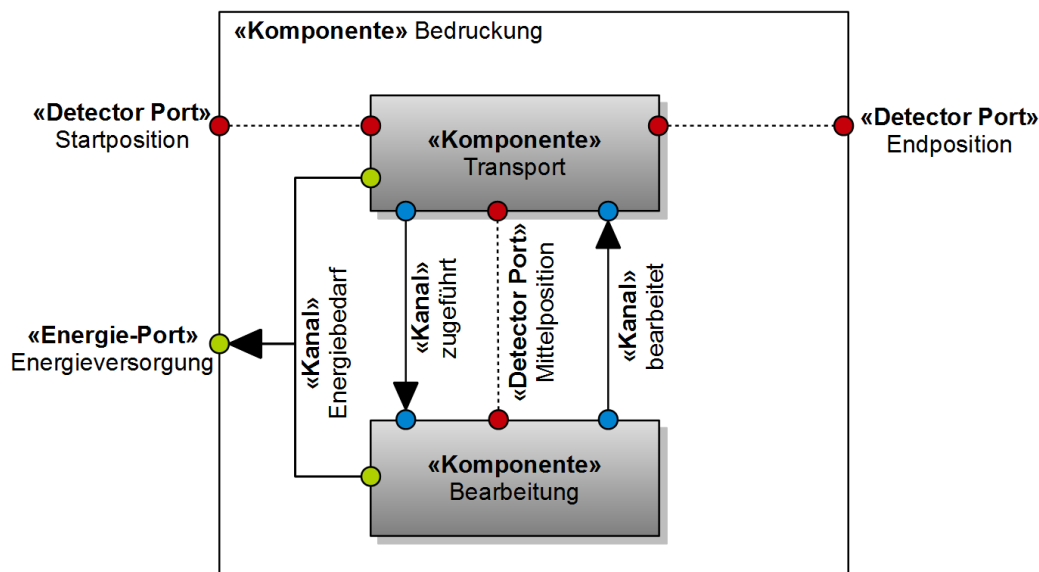 «Komponente» Bedruckung
«Detector Port»
Startposition
«Detector Port»
Endposition
«Komponente»
Transport
«Energie-Port»
Energieversorgung
«Kanal»
Energiebedarf
«Kanal»
zugeführt
«Detector Port»
Mittelposition
«Kanal»
bearbeitet
«Komponente»
Bearbeitung